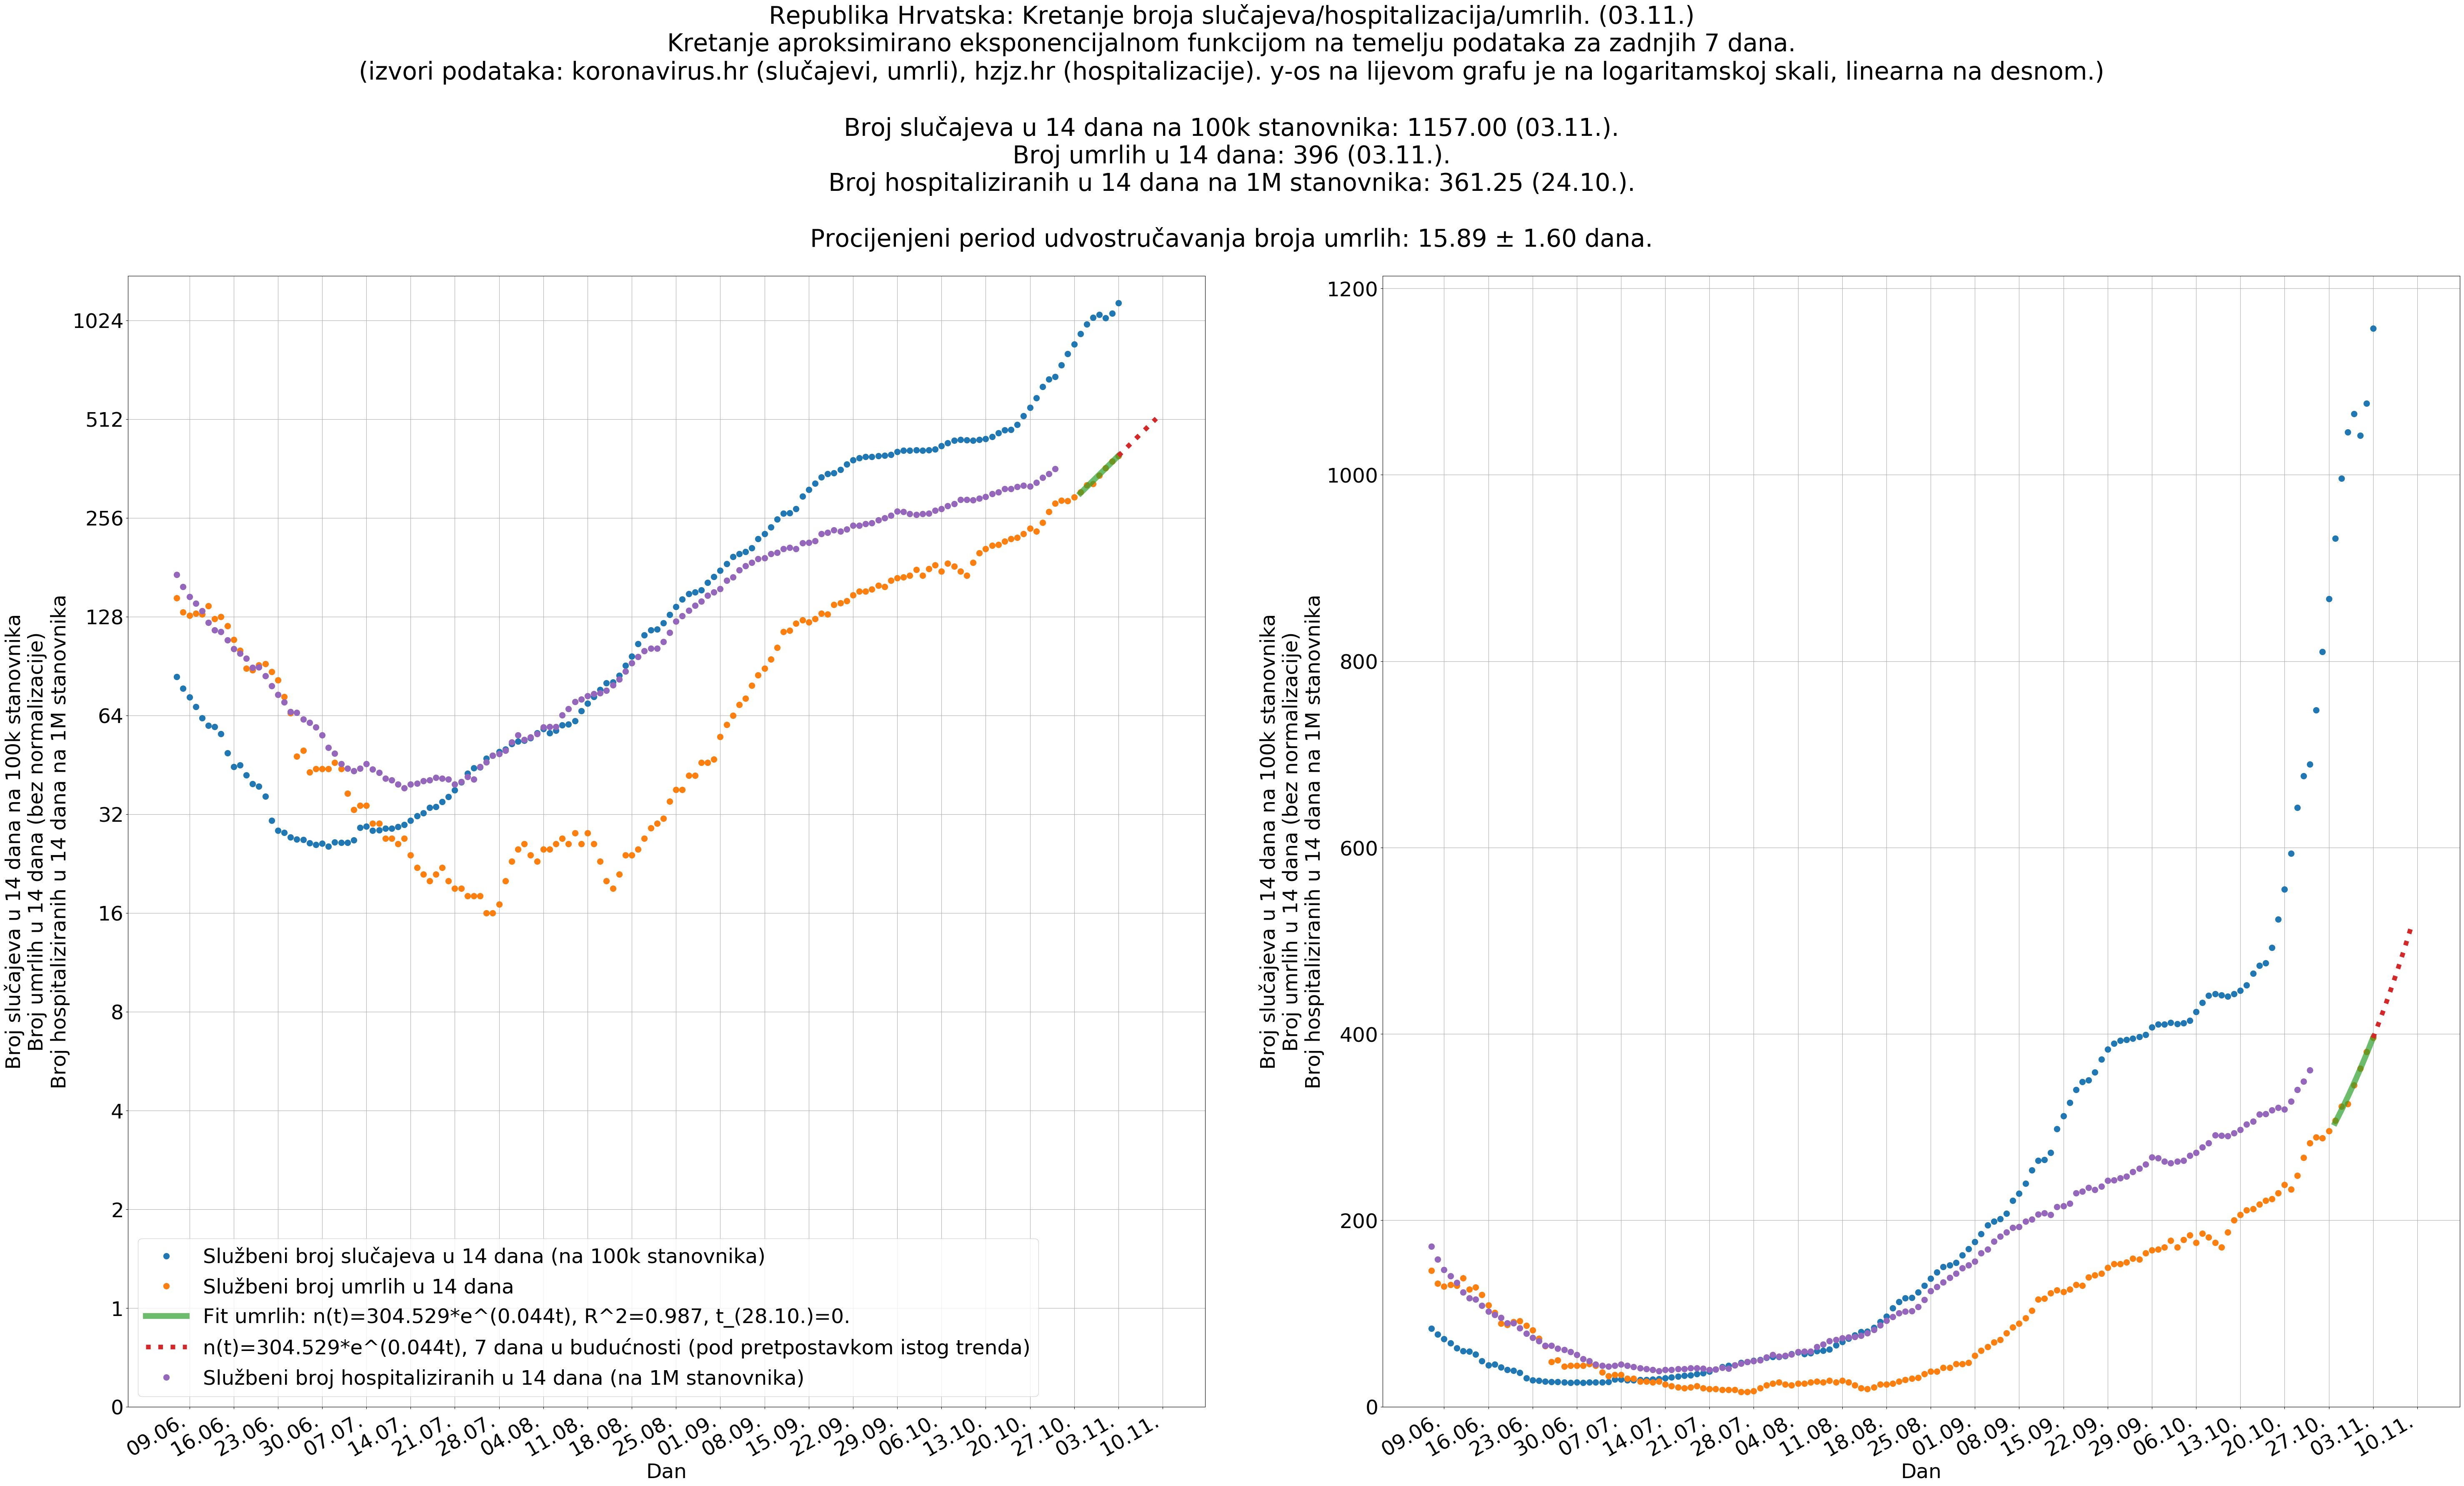 Republika Hrvatska: Kretanje broja slučajeva/hospitalizacija/umrlih. (03.11.)
Kretanje aproksimirano eksponencijalnom funkcijom na temelju podataka za zadnjih 7 dana.
(izvori podataka: koronavirus.hr (slučajevi, umrli), hzjz.hr (hospitalizacije). y-os na lijevom grafu je na logaritamskoj skali, linearna na desnom.)
Broj slučajeva u 14 dana na 100k stanovnika: 1157.00 (03.11.).
Broj umrlih u 14 dana: 396 (03.11.).
Broj hospitaliziranih u 14 dana na 1M stanovnika: 361.25 (24.10.).
Procijenjeni period udvostručavanja broja umrlih: 15.89 ± 1.60 dana.
Broj slučajeva u 14 dana na 100k stanovnika
Broj umrlih u 14 dana (bez normalizacije)
Broj hospitaliziranih u 14 dana na 1M stanovnika
1024
512
256
128
64
32
16
8
4
2
1
0
Službeni broj slučajeva u 14 dana (na 100k stanovnika)
Službeni broj umrlih u 14 dana
Fit umrlih: n(t)=304.529*e^(0.044t), R^2=0.987, t_(28.10.)=0.
n(t)=304.529*e^(0.044t), 7 dana u budućnosti (pod pretpostavkom istog trenda)
Službeni broj hospitaliziranih u 14 dana (na 1M stanovnika)
09.06. 16.06. 23.06. 30.06. 07.07. 14.07. 21.07. 28.07. 04.08. 11.08. 18.08. 25.08. 01.09. 08.09. 15.09. 22.09. 29.09. 06.10. 13.10. 20.10. 27.10. 03.11. 10.11.
Dan
Broj slučajeva u 14 dana na 100k stanovnika
Broj umrlih u 14 dana (bez normalizacije)
Broj hospitaliziranih u 14 dana na 1M stanovnika
1200
1000
800
600
400
200
0
09.06. 16.06. 23.06. 30.06. 07.07. 14.07. 21.07. 28.07. 04.08. 11.08. 18.08. 25.08. 01.09. 08.09. 15.09. 22.09. 29.09. 06.10. 13.10. 20.10. 27.10. 03.11. 10.11.
Dan